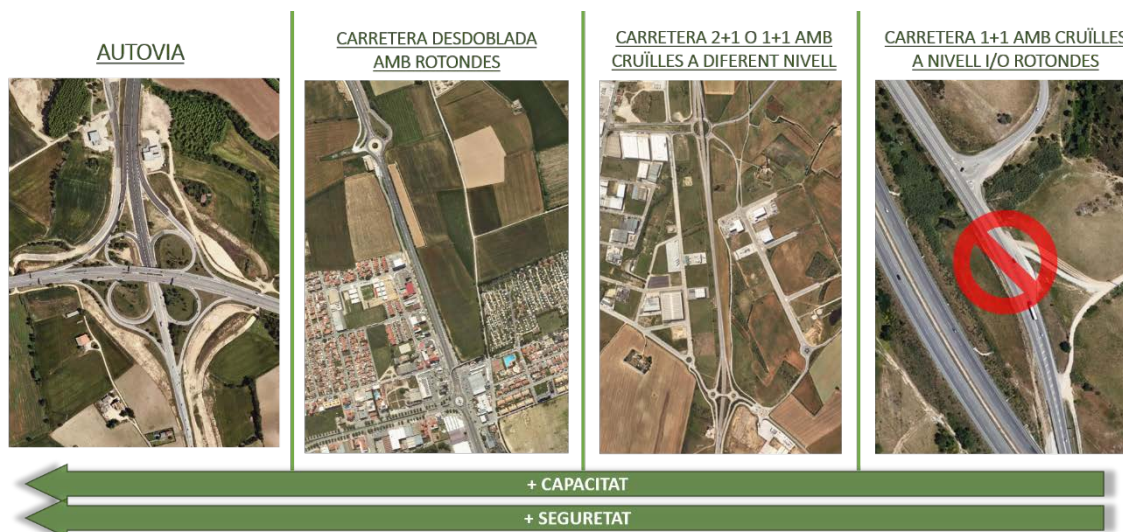 AUTOVIA
CARRETERA DESDOBLADA
AMB ROTONDES
CARRETERA 2+1 O 1+1 AMB
CRUÏLLES A DIFERENT NIVELL
CARRETERA 1+1 AMB CRUÏLLES
A NIVELL I/O ROTONDES
+ CAPACITAT
+ SEGURETAT